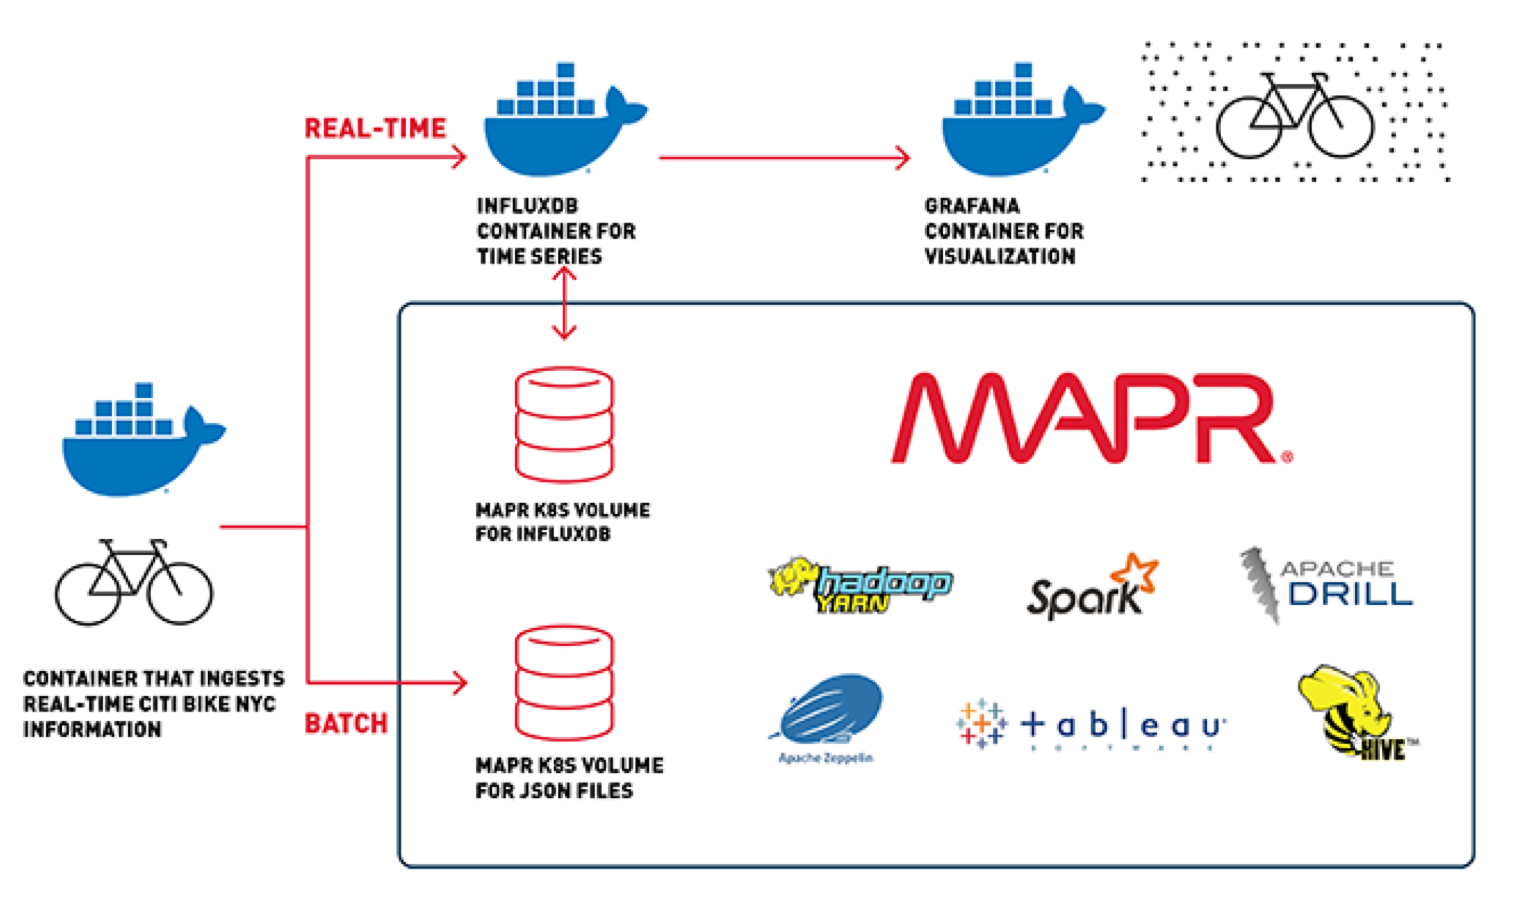 REAL-TIME
INFLUXDB
CONTAINER FOR
TIME SERIES
GRAFANA
CONTAINER FOR
VISUALIZATION
MAPR®
MAPR K8S VOLUME
FOR INFLUXDB
hadoop
YARN
Spark
APACHE
DRILL
CONTAINER THAT INGESTS
REAL-TIME CITI BIKE NYC
INFORMATION
BATCH
Apache Zeppelin
+ableau
SOFTWARE
HIVE™
MAPR K8S VOLUME
FOR JSON FILES